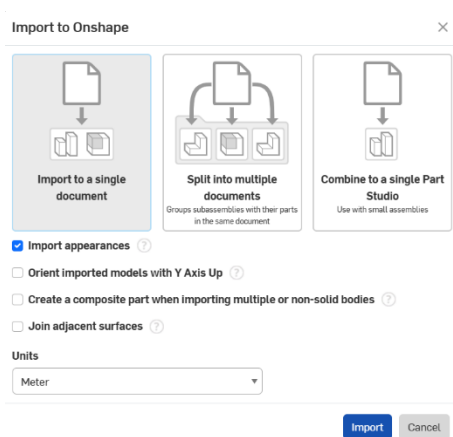 Import to Onshape
Import to a single
document
Split into multiple
documents
Groups subassemblies with their parts
in the same document
Combine to a single Part
Studio
Use with small assemblies
Import appearances ?
Orient imported models with Y Axis Up ?
Create a composite part when importing multiple or non-solid bodies ?
Join adjacent surfaces ?
Units
Meter
Import Cancel